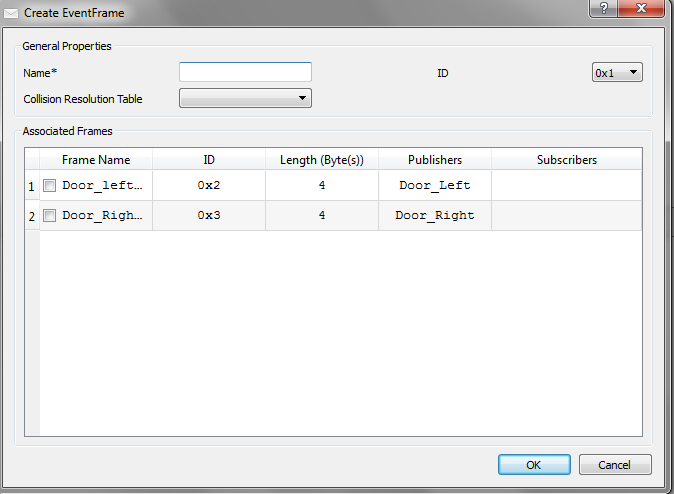 Create EventFrame
General Properties
Name* ID 0x1
Collision Resolution Table
Associated Frames
Frame Name ID Length (Byte(s)) Publishers Subscribers
1 Door_left... 0x2 4 Door_Left
2 Door_Righ... 0x3 4 Door_Right
OK Cancel